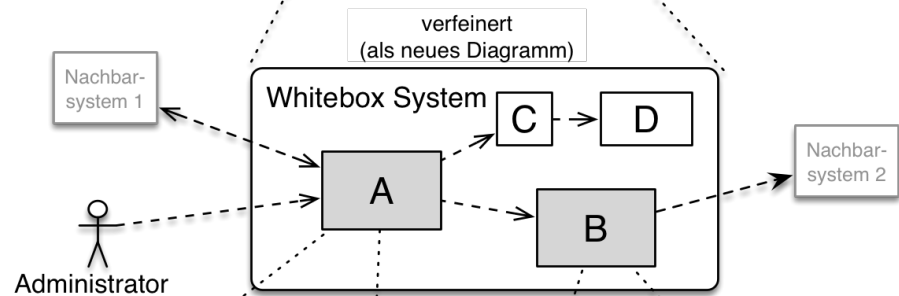 verfeinert
(als neues Diagramm)
Nachbar-
system 1
Whitebox System
C
D
A
B
Nachbar-
system 2
Administrator